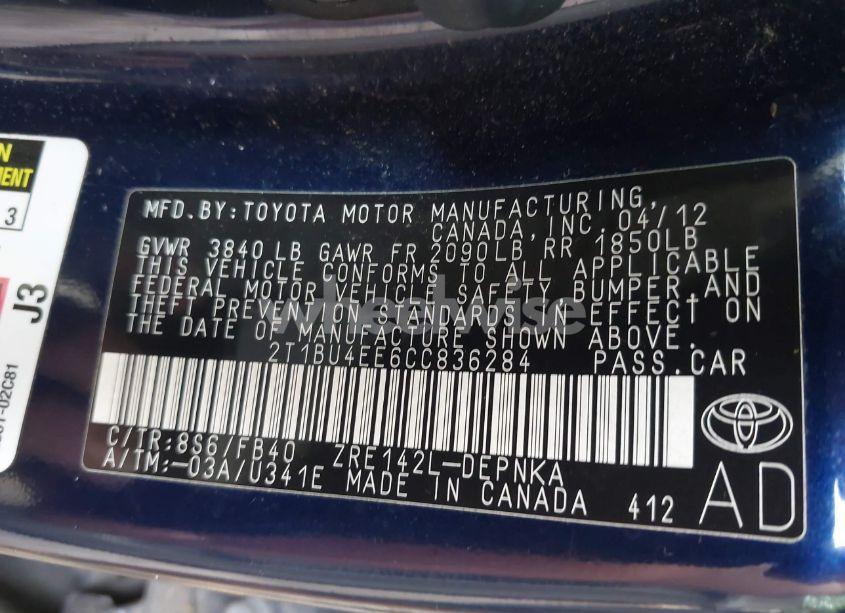 N
MENT
3
J3
MFD.BY:TOYOTA MOTOR MANUFACTURING,
CANADA, INC. 04/12
GVWR 3840 LB GAWR FR 2090LB RR 1850LB
THIS VEHICLE CONFORMS TO ALL APPLICABLE
FEDERAL MOTOR VEHICLE SAFETY, BUMPER AND
THEFT PREVENTION STANDARDS IN EFFECT ON
THE DATE OF MANUFACTURE SHOWN ABOVE.
2T1BU4EE6CC836284 PASS.CAR
C/TR:8S6/FB40 ZRE142L-DEPNKA
A/TM:-03A/U341E MADE IN CANADA 412
AD
wheelwise